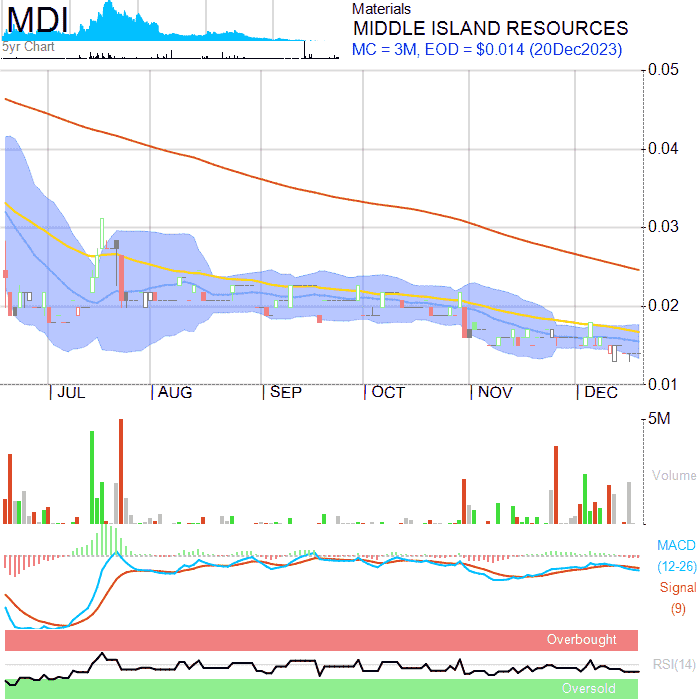 MDI
5yr Chart
Materials
MIDDLE ISLAND RESOURCES
MC = 3M, EOD = $0.014 (20Dec2023)
0.05
0.04
0.03
0.02
0.01
JUL
AUG
SEP
OCT
NOV
DEC
5M
Volume
MACD
(12-26)
Signal
(9)
Overbought
RSI(14)
Oversold